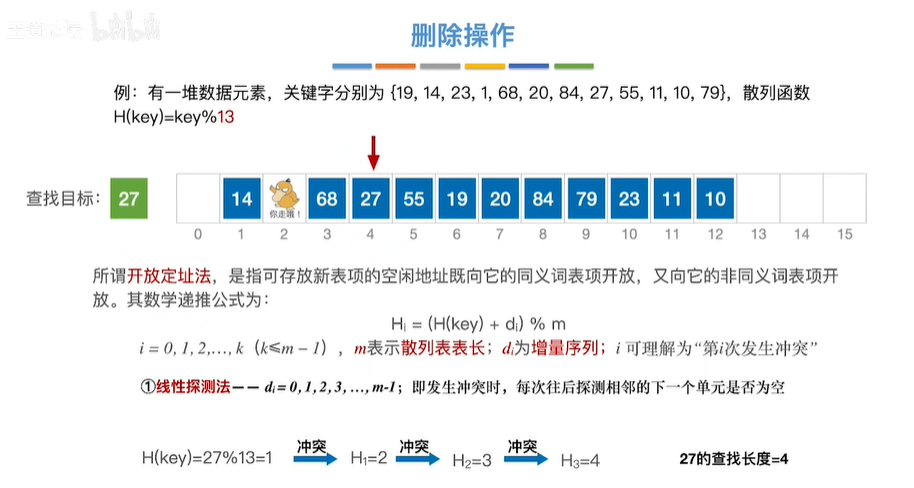 王道论坛 bilibili
删除操作
例：有一堆数据元素，关键字分别为 {19, 14, 23, 1, 68, 20, 84, 27, 55, 11, 10, 79}，散列函数
H(key)=key%13
查找目标： 27 14 你走哦！ 68 27 55 19 20 84 79 23 11 10
0 1 2 3 4 5 6 7 8 9 10 11 12 13 14 15
所谓开放定址法，是指可存放新表项的空闲地址既向它的同义词表项开放，又向它的非同义词表项开
放。其数学递推公式为：
Hᵢ = (H(key) + dᵢ) % m
i = 0, 1, 2,…, k（k≤m − 1），m表示散列表表长；dᵢ为增量序列；i 可理解为“第i次发生冲突”
①线性探测法—— dᵢ = 0, 1, 2, 3, …, m-1；即发生冲突时，每次往后探测相邻的下一个单元是否为空
H(key)=27%13=1 冲突 H₁=2 冲突 H₂=3 冲突 H₃=4 27的查找长度=4